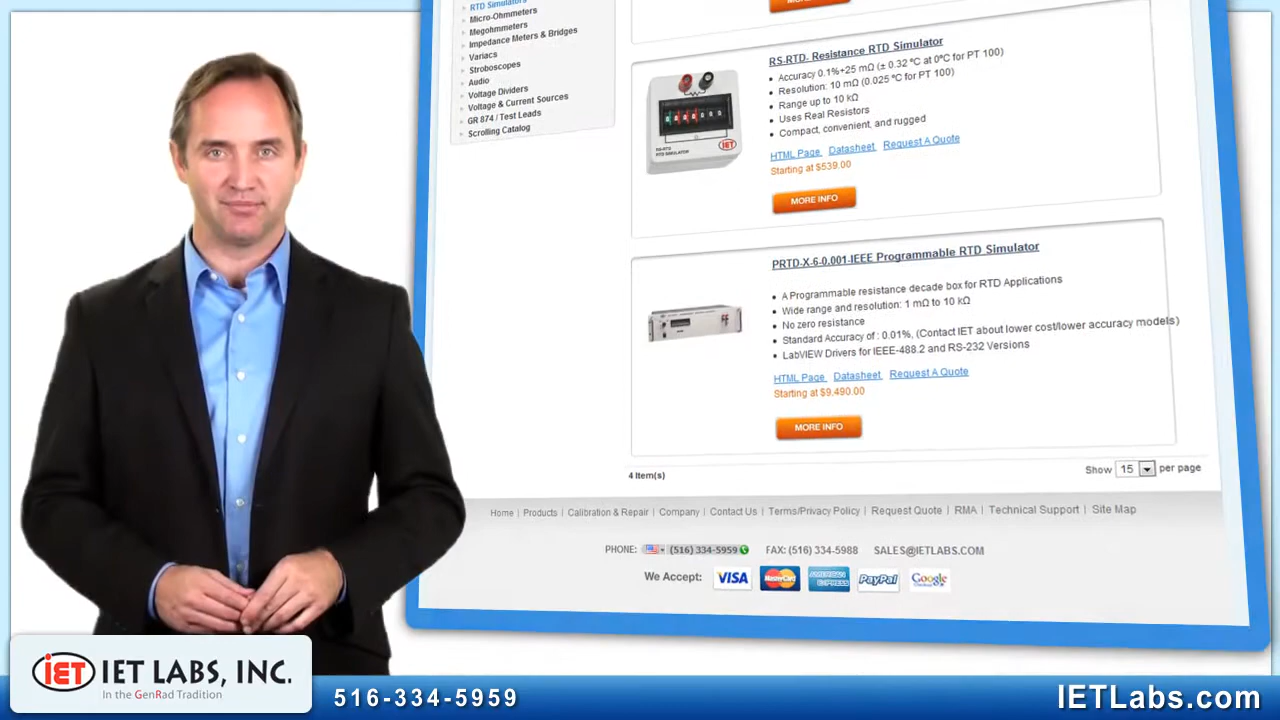 RTD Simulators
Micro-Ohmmeters
Megohmmeters
Impedance Meters & Bridges
Variacs
Stroboscopes
Audio
Voltage Dividers
Voltage & Current Sources
GR 874 / Test Leads
Scrolling Catalog
RS-RTD. Resistance RTD Simulator
Accuracy 0.1%+25 mΩ (± 0.32 ºC at 0ºC for PT 100)
Resolution: 10 mΩ (0.025 ºC for PT 100)
Range up to 10 kΩ
Uses Real Resistors
Compact, convenient, and rugged
HTML Page Datasheet Request A Quote
Starting at $539.00
MORE INFO
PRTD-X-6-0.001-IEEE Programmable RTD Simulator
A Programmable resistance decade box for RTD Applications
Wide range and resolution: 1 mΩ to 10 kΩ
No zero resistance
Standard Accuracy of : 0.01%, (Contact IET about lower cost/lower accuracy models)
LabVIEW Drivers for IEEE-488.2 and RS-232 Versions
HTML Page Datasheet Request A Quote
Starting at $9,490.00
MORE INFO
4 Item(s)
Show 15 per page
Home | Products | Calibration & Repair | Company | Contact Us | Terms/Privacy Policy | Request Quote | RMA | Technical Support | Site Map
PHONE: (516) 334-5959 FAX: (516) 334-5988 SALES@IETLABS.COM
We Accept: VISA MasterCard AMERICAN EXPRESS PayPal Google
iET IET LABS, INC.
In the GenRad Tradition
516-334-5959
IETLabs.com